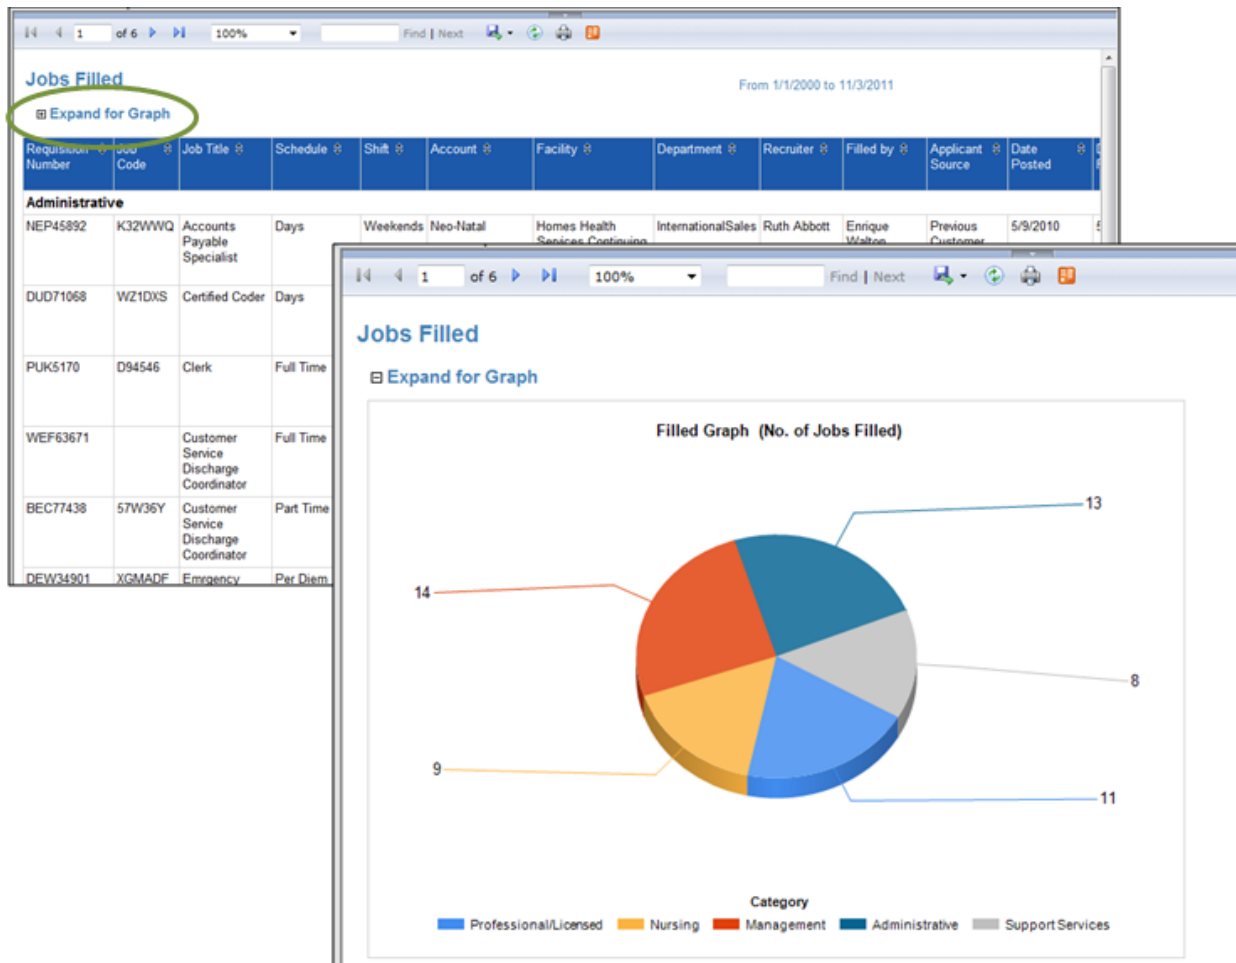 1 of 6 100% Find | Next
Jobs Filled
From 1/1/2000 to 11/3/2011
Expand for Graph
Requisition Number Job Code Job Title Schedule Shift Account Facility Department Recruiter Filled by Applicant Source Date Posted
Administrative
NEP45892 K32WWQ Accounts Payable Specialist Days Weekends Neo-Natal Homes Health Services Continuing InternationalSales Ruth Abbott Enrique Walton Previous Customer 5/9/2010
DUD71068 WZ1DXS Certified Coder Days
PUK5170 D94546 Clerk Full Time
WEF63671 Customer Service Discharge Coordinator Full Time
BEC77438 57W36Y Customer Service Discharge Coordinator Part Time
DEW34901 XGMADF Emrgency Per Diem
1 of 6 100% Find | Next
Jobs Filled
Expand for Graph
Filled Graph (No. of Jobs Filled)
13
14
8
9
11
Category
Professional/Licensed Nursing Management Administrative Support Services